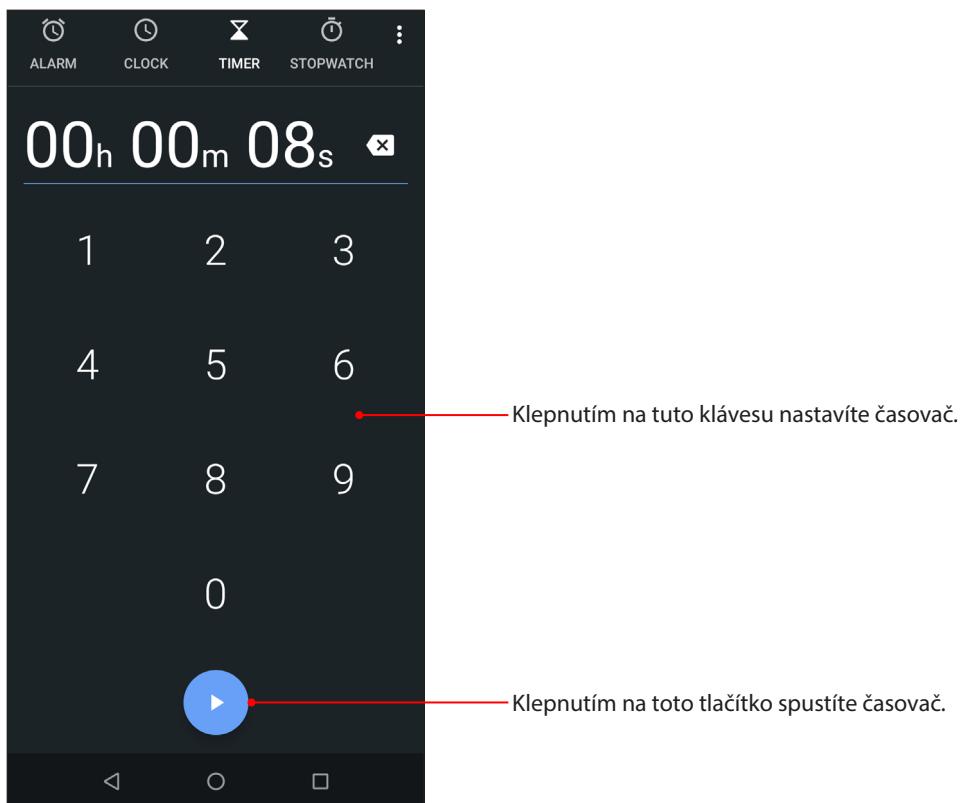 ALARM CLOCK TIMER STOPWATCH
00h 00m 08s
1 2 3
4 5 6
Klepnutím na tuto klávesu nastavíte časovač.
7 8 9
0
Klepnutím na toto tlačítko spustíte časovač.